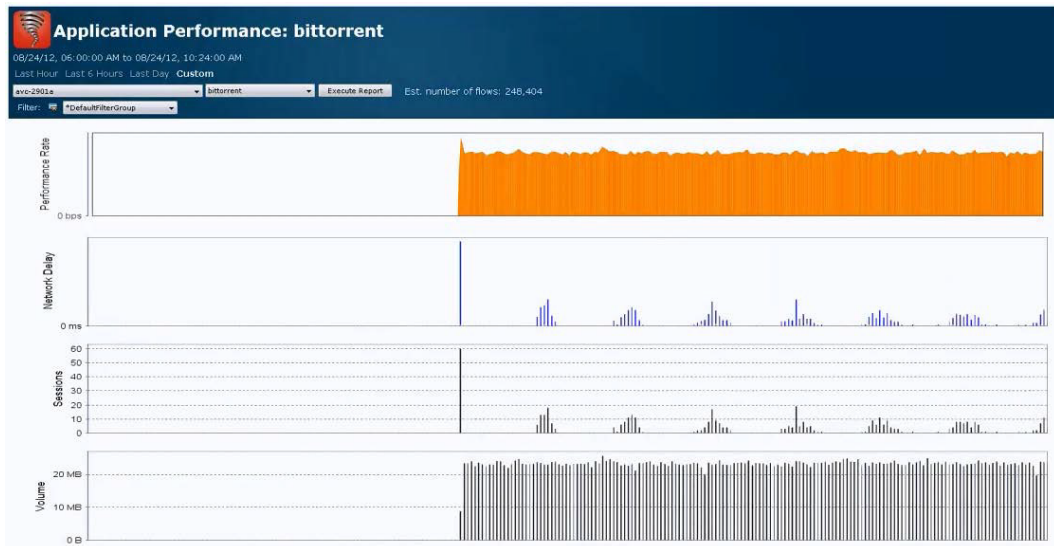 Application Performance: bittorrent
08/24/12, 06:00:00 AM to 08/24/12, 10:24:00 AM
Last Hour Last 6 Hours Last Day Custom
avc-2901a bittorrent Execute Report Est. number of flows: 248,404
Filter: *DefaultFilterGroup
Performance Rate
0 bps
Network Delay
0 ms
Sessions
60
50
40
30
20
10
0
Volume
20 MB
10 MB
0 B